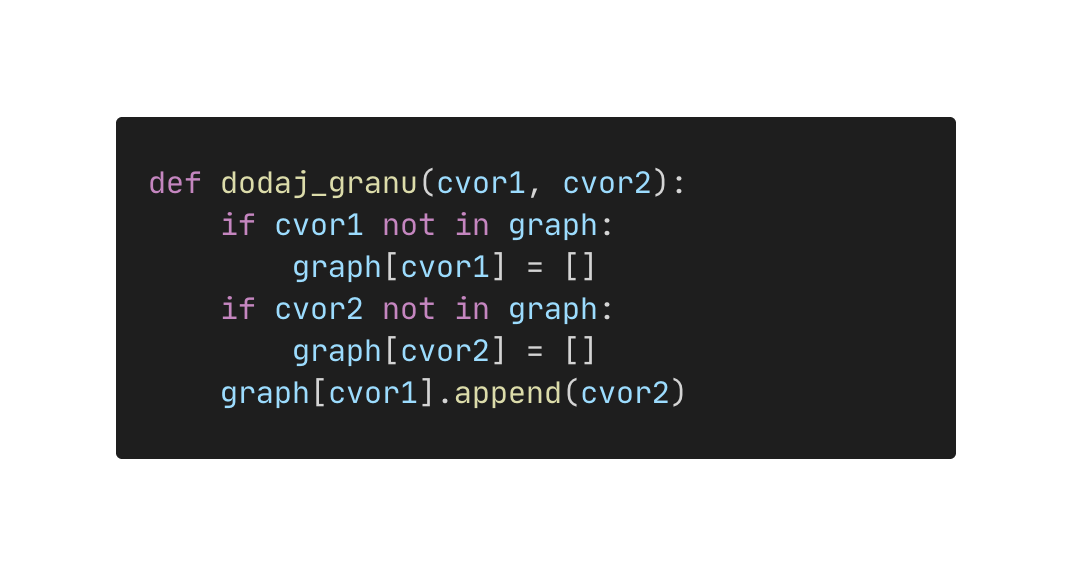 def dodaj_granu(cvor1, cvor2):
    if cvor1 not in graph:
        graph[cvor1] = []
    if cvor2 not in graph:
        graph[cvor2] = []
    graph[cvor1].append(cvor2)